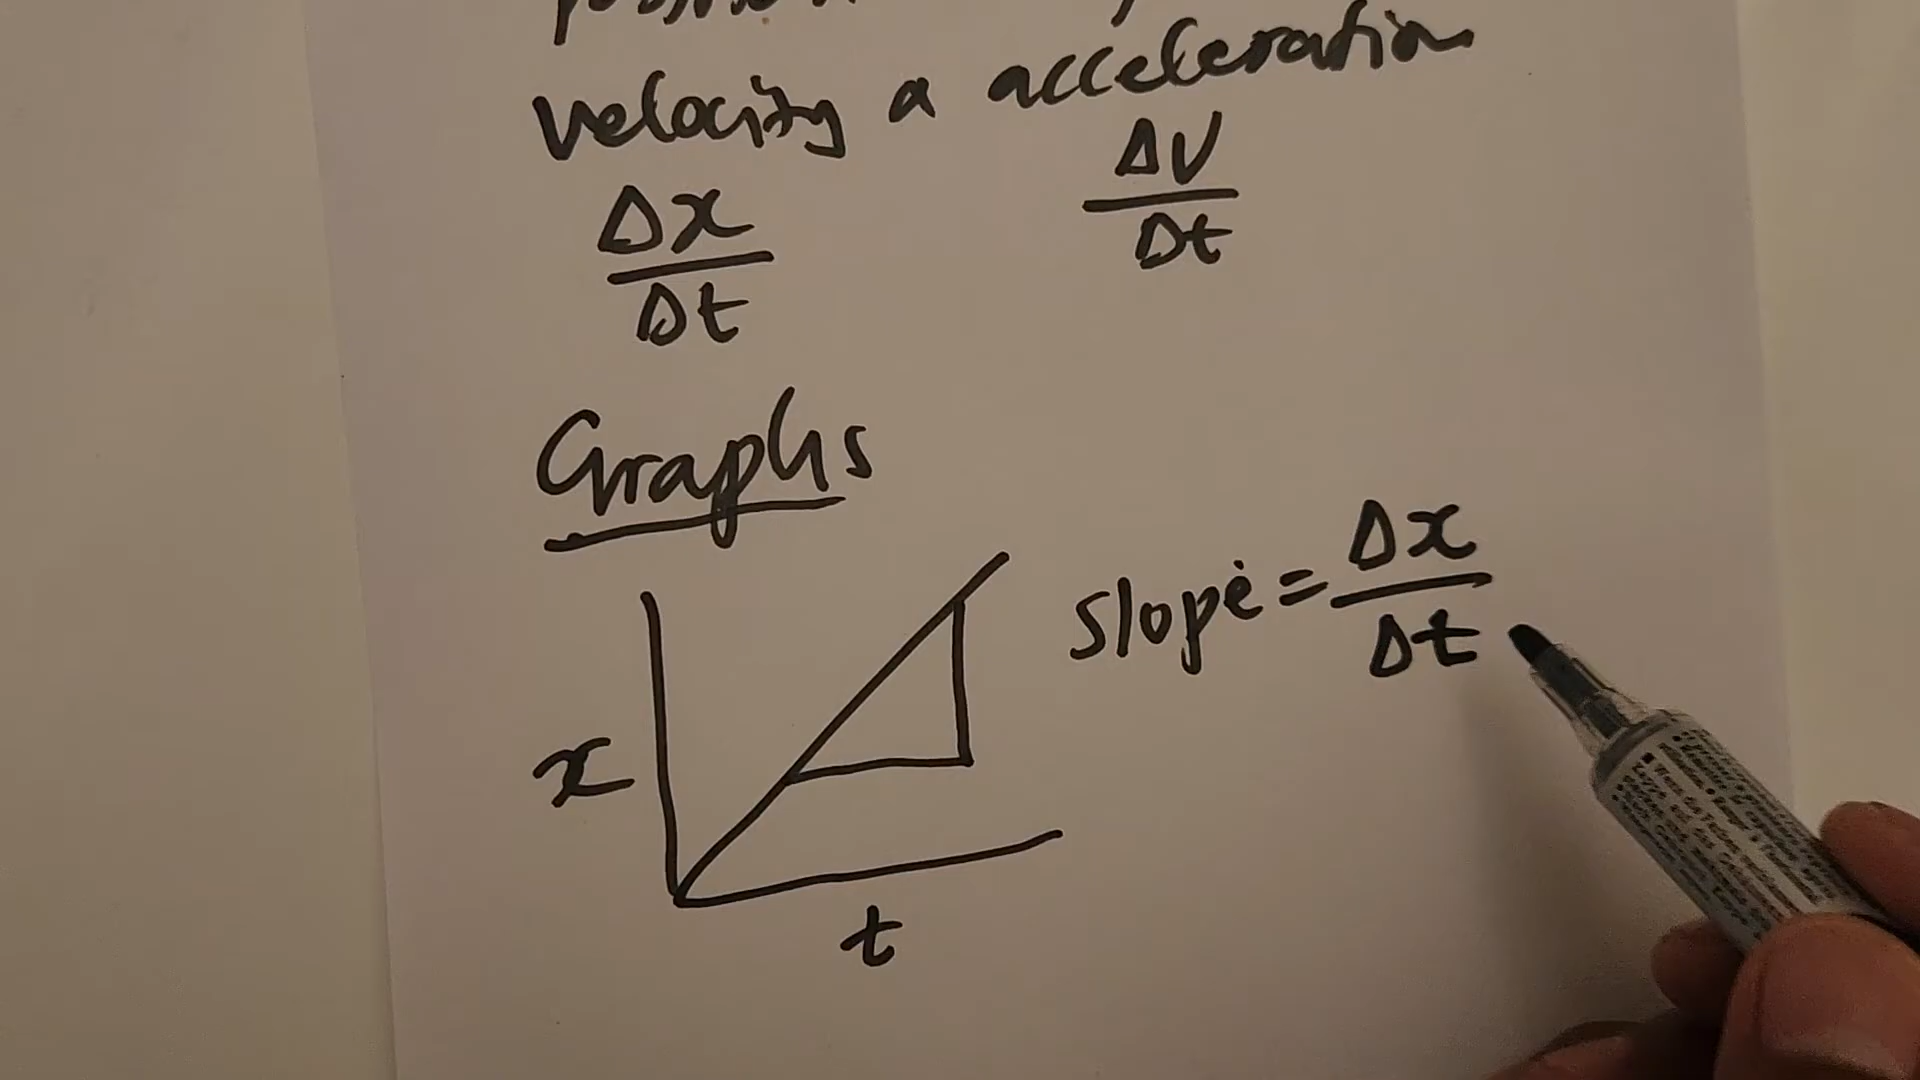 velocity a acceleration
Δx/Δt ΔV/Δt
Graphs
slope = Δx/Δt
x
t